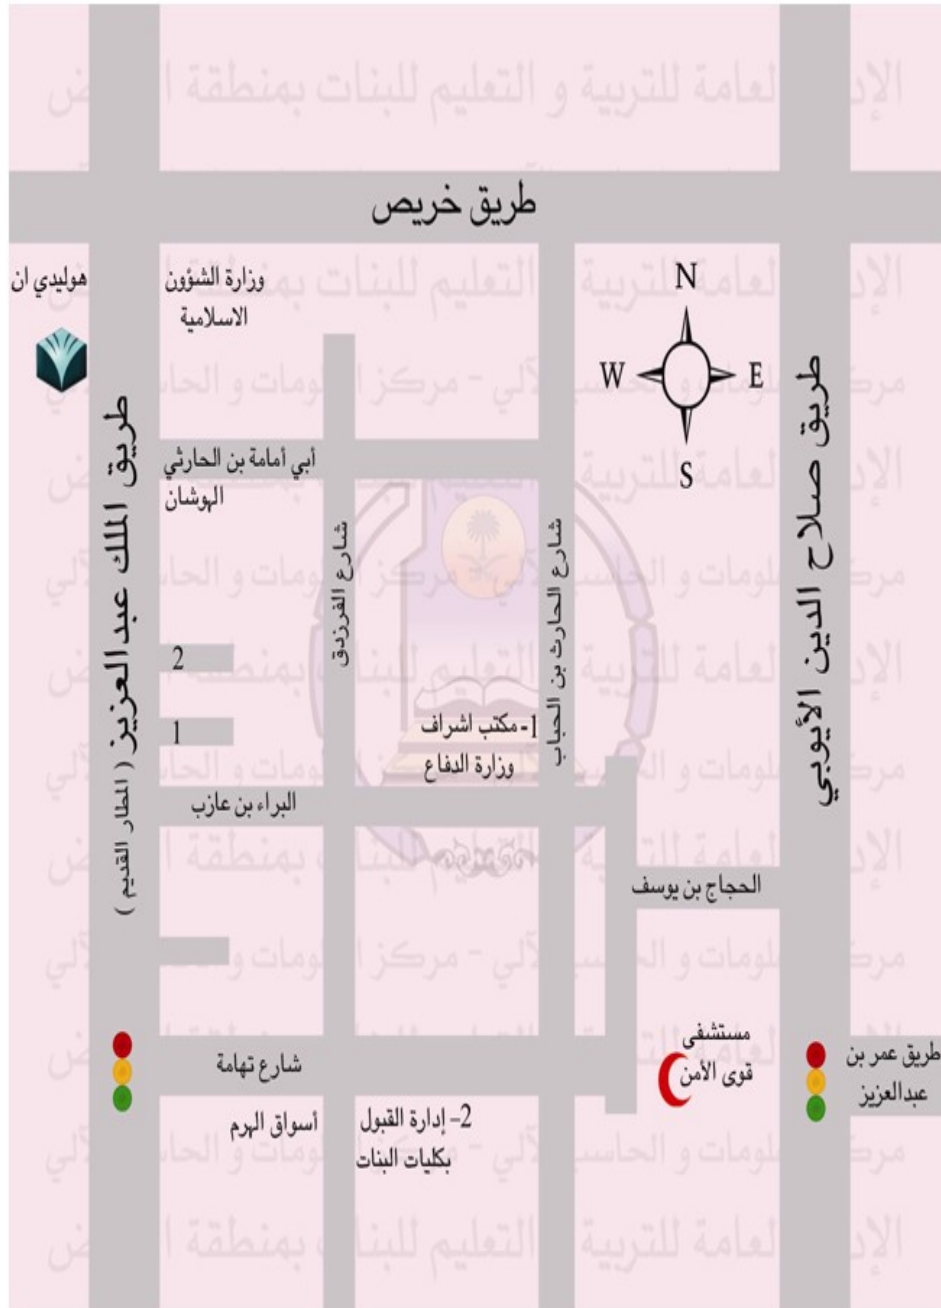 طريق خريص
هوليدي ان
وزارة الشؤون
الاسلامية
N
W
E
S
طريق صلاح الدين الأيوبي
طريق الملك عبدالعزيز ( المطار القديم )
أبي أمامة بن الحارثي
الهوشان
شارع الفرزدق
شارع الحارث بن الحباب
2
1
1- مكتب اشراف
وزارة الدفاع
البراء بن عازب
الحجاج بن يوسف
مستشفى
قوى الأمن
طريق عمر بن
عبدالعزيز
شارع تهامة
أسواق الهرم
2- إدارة القبول
بكليات البنات